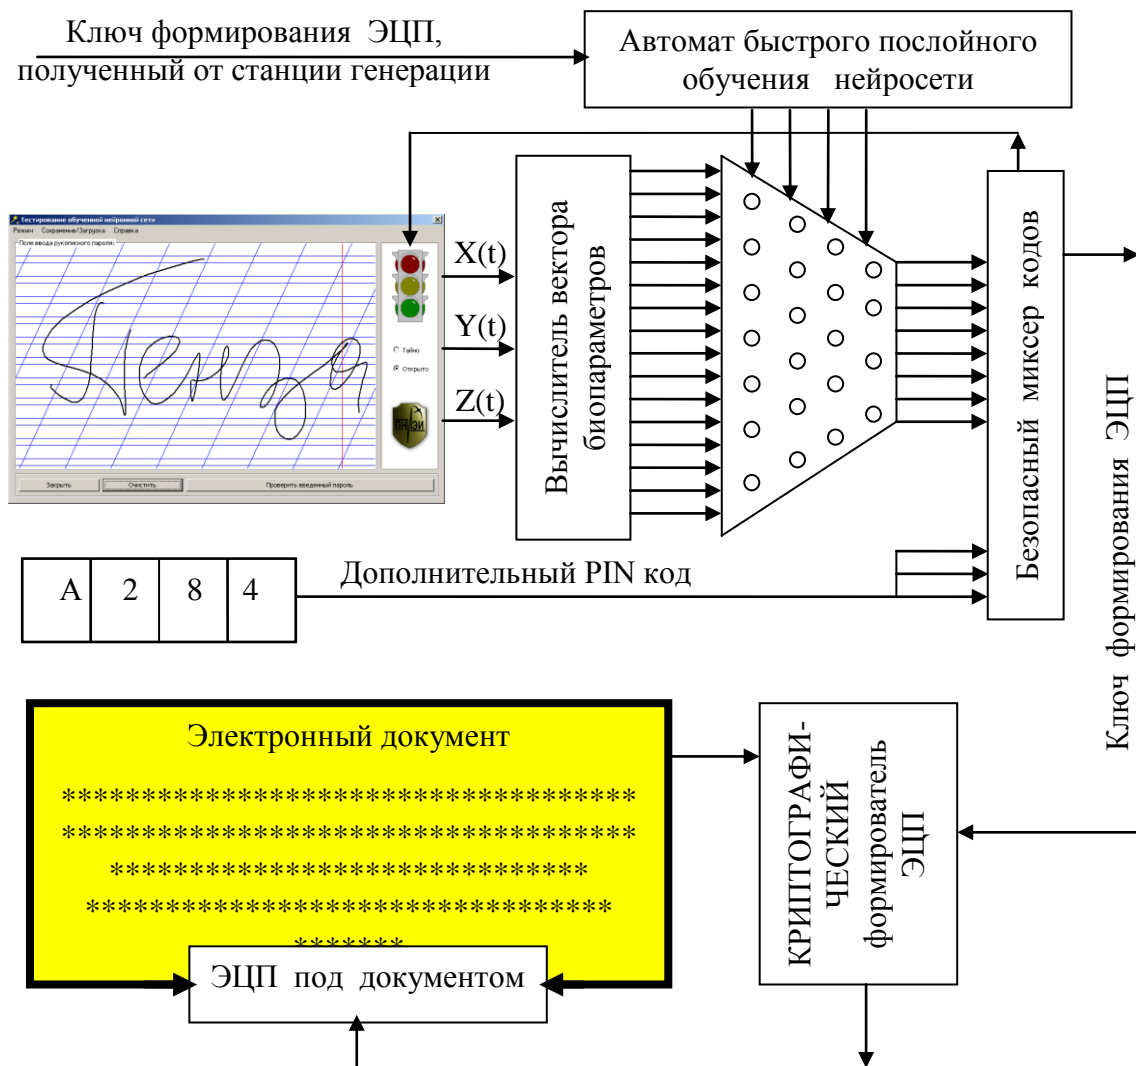 Ключ формирования ЭЦП,
полученный от станции генерации
Автомат быстрого послойного
обучения нейросети
Тестирование обученной нейронной сети
Режим Сохранение/Загрузка Справка
Поле ввода рукописного пароля:
Пенза
Тайно
Открыто
Закрыть
Очистить
Проверить введенный пароль
X(t)
Y(t)
Z(t)
Вычислитель вектора
биопараметров
Безопасный миксер кодов
Ключ формирования ЭЦП
A 2 8 4
Дополнительный PIN код
Электронный документ
************************************
************************************
******************************
*********************************
*******
ЭЦП под документом
КРИПТОГРАФИ-
ЧЕСКИЙ
формирователь
ЭЦП